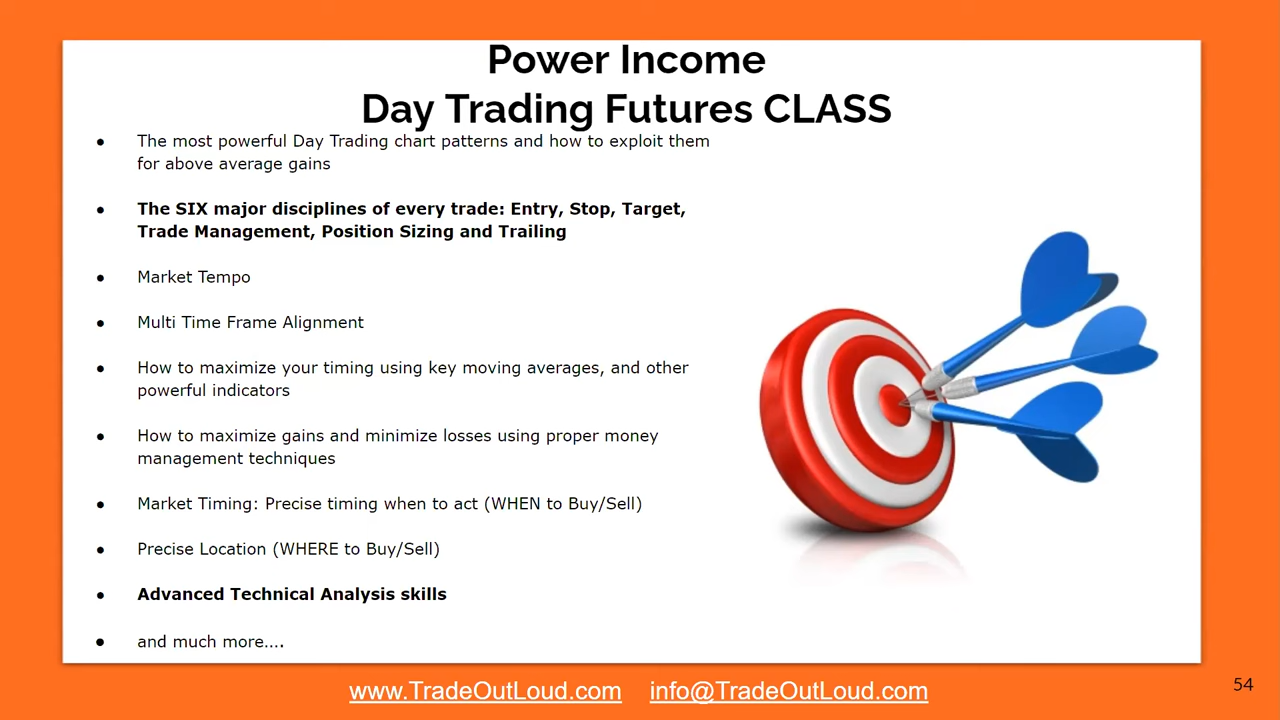 Power Income
Day Trading Futures CLASS
● The most powerful Day Trading chart patterns and how to exploit them
for above average gains
● The SIX major disciplines of every trade: Entry, Stop, Target,
Trade Management, Position Sizing and Trailing
● Market Tempo
● Multi Time Frame Alignment
● How to maximize your timing using key moving averages, and other
powerful indicators
● How to maximize gains and minimize losses using proper money
management techniques
● Market Timing: Precise timing when to act (WHEN to Buy/Sell)
● Precise Location (WHERE to Buy/Sell)
● Advanced Technical Analysis skills
● and much more….
www.TradeOutLoud.com info@TradeOutLoud.com
54